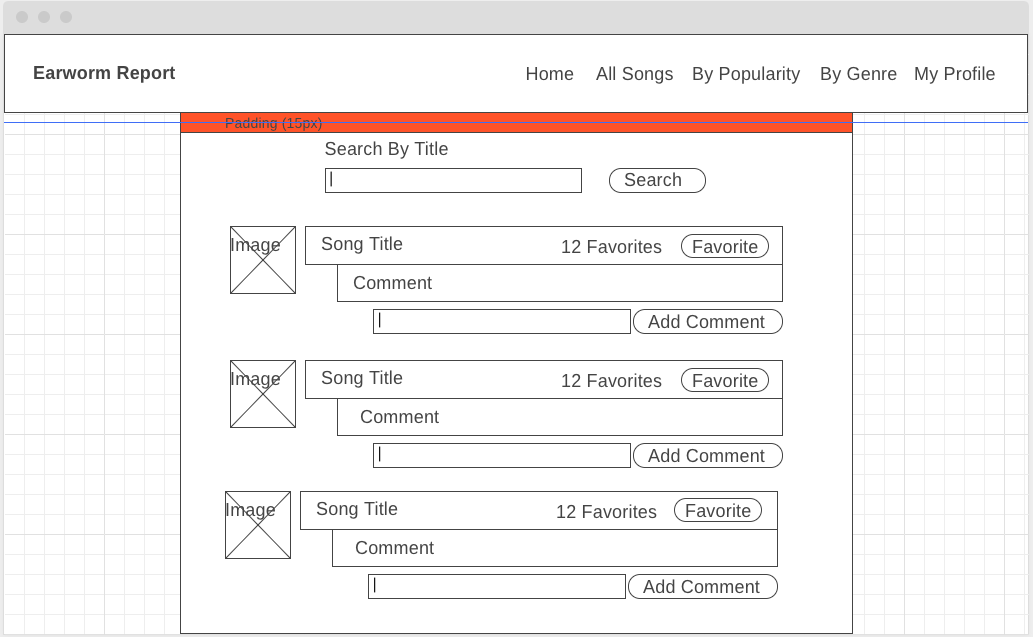 Earworm Report
Home All Songs By Popularity By Genre My Profile
Padding (15px)
Search By Title
Search
Image
Song Title
12 Favorites
Favorite
Comment
Add Comment
Image
Song Title
12 Favorites
Favorite
Comment
Add Comment
Image
Song Title
12 Favorites
Favorite
Comment
Add Comment